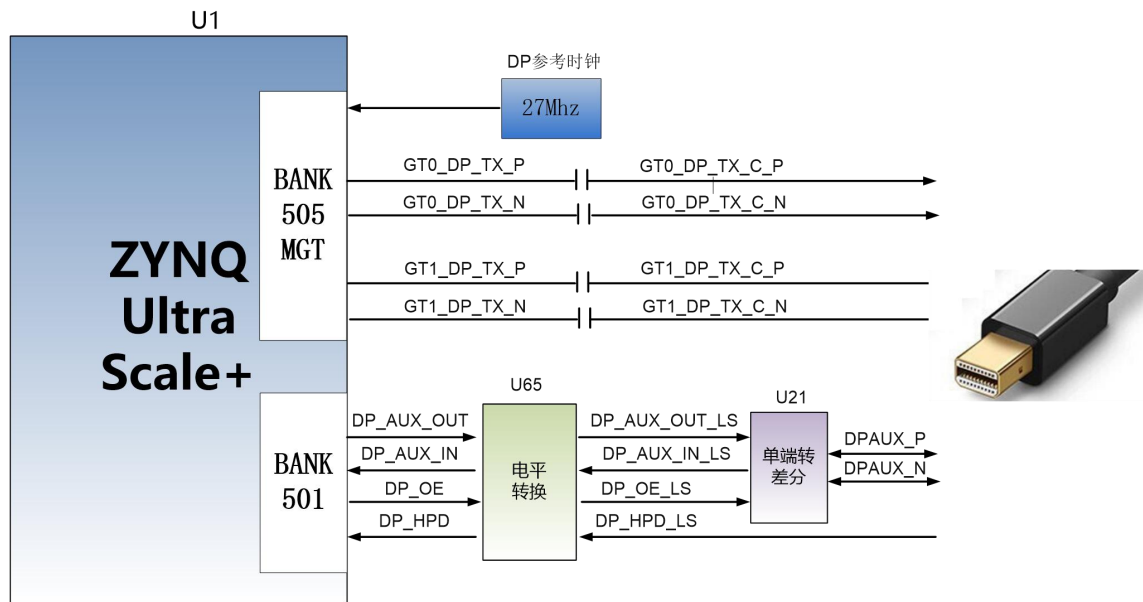 U1
DP参考时钟
27Mhz
BANK
505
MGT
GT0_DP_TX_P
GT0_DP_TX_C_P
GT0_DP_TX_N
GT0_DP_TX_C_N
GT1_DP_TX_P
GT1_DP_TX_C_P
GT1_DP_TX_N
GT1_DP_TX_C_N
ZYNQ
Ultra
Scale+
BANK
501
U65
U21
DP_AUX_OUT
DP_AUX_IN
DP_OE
DP_HPD
电平
转换
DP_AUX_OUT_LS
DP_AUX_IN_LS
DP_OE_LS
DP_HPD_LS
单端转
差分
DPAUX_P
DPAUX_N